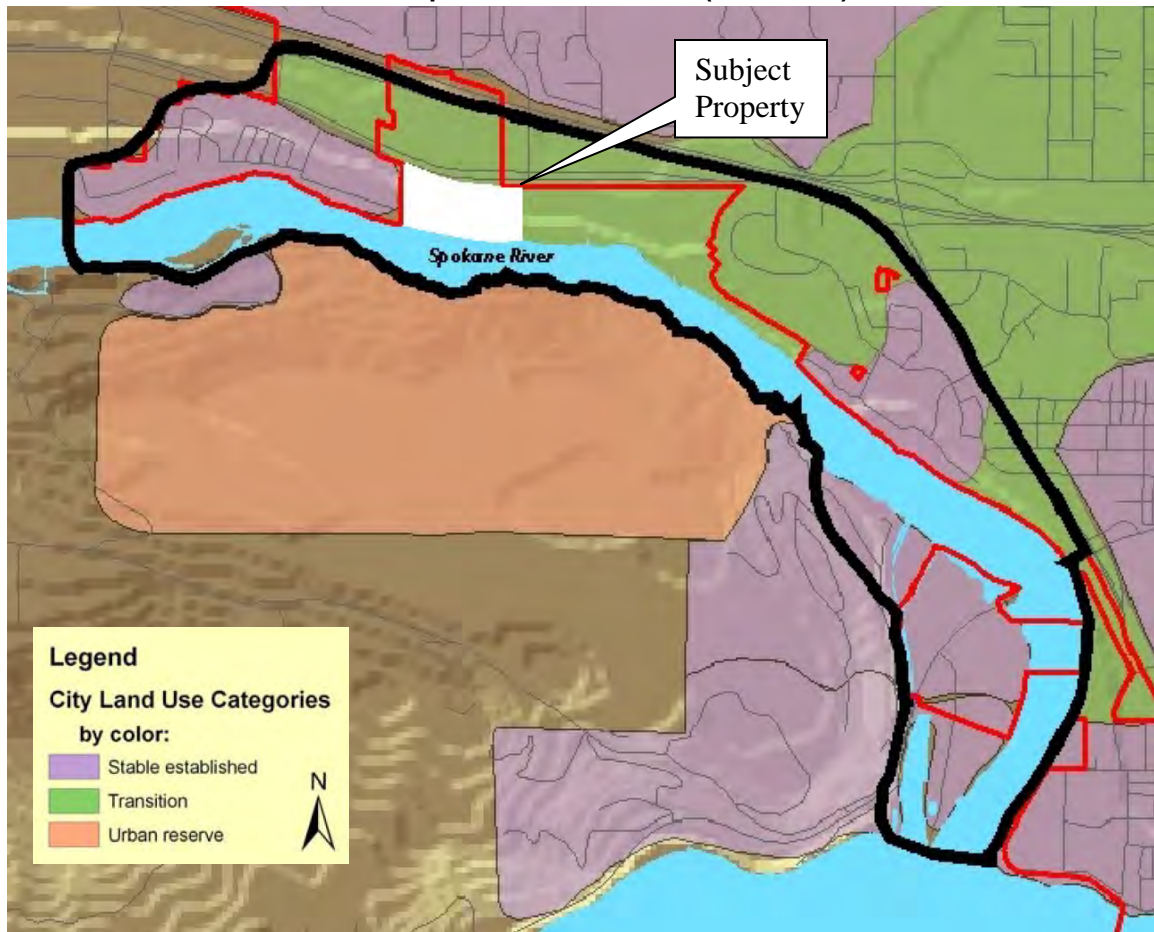 Subject
Property
Spokane River
Legend
City Land Use Categories
by color:
Stable established
Transition
Urban reserve
N